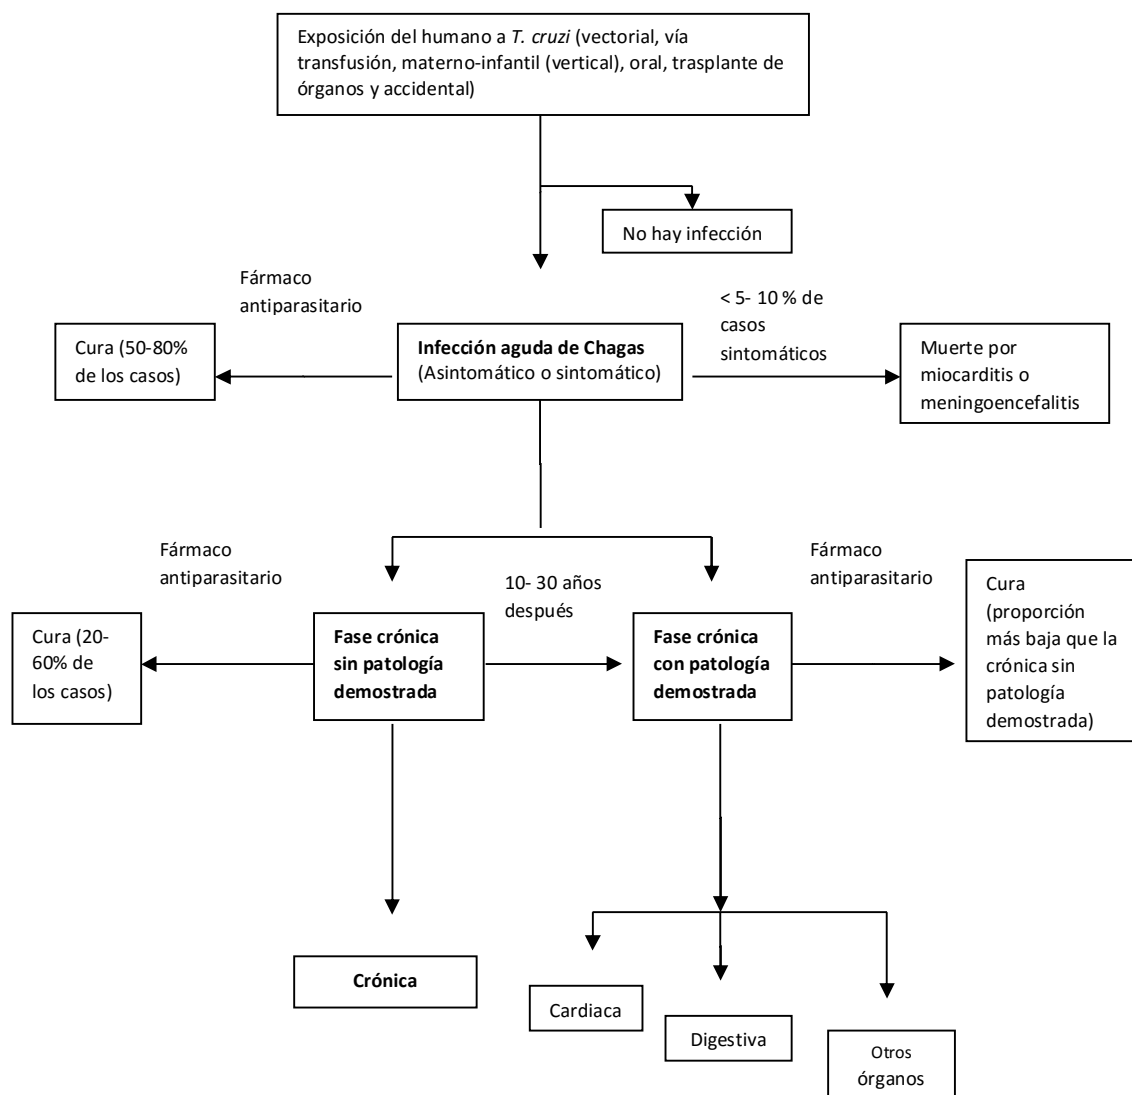 Exposición del humano a T. cruzi (vectorial, vía
transfusión, materno-infantil (vertical), oral, trasplante de
órganos y accidental)
No hay infección
Fármaco
antiparasitario
< 5- 10 % de
casos
sintomáticos
Cura (50-80%
de los casos)
Infección aguda de Chagas
(Asintomático o sintomático)
Muerte por
miocarditis o
meningoencefalitis
Fármaco
antiparasitario
10- 30 años
después
Fármaco
antiparasitario
Cura (20-
60% de
los casos)
Fase crónica
sin patología
demostrada
Fase crónica
con patología
demostrada
Cura
(proporción
más baja que la
crónica sin
patología
demostrada)
Crónica
Cardiaca
Digestiva
Otros
órganos